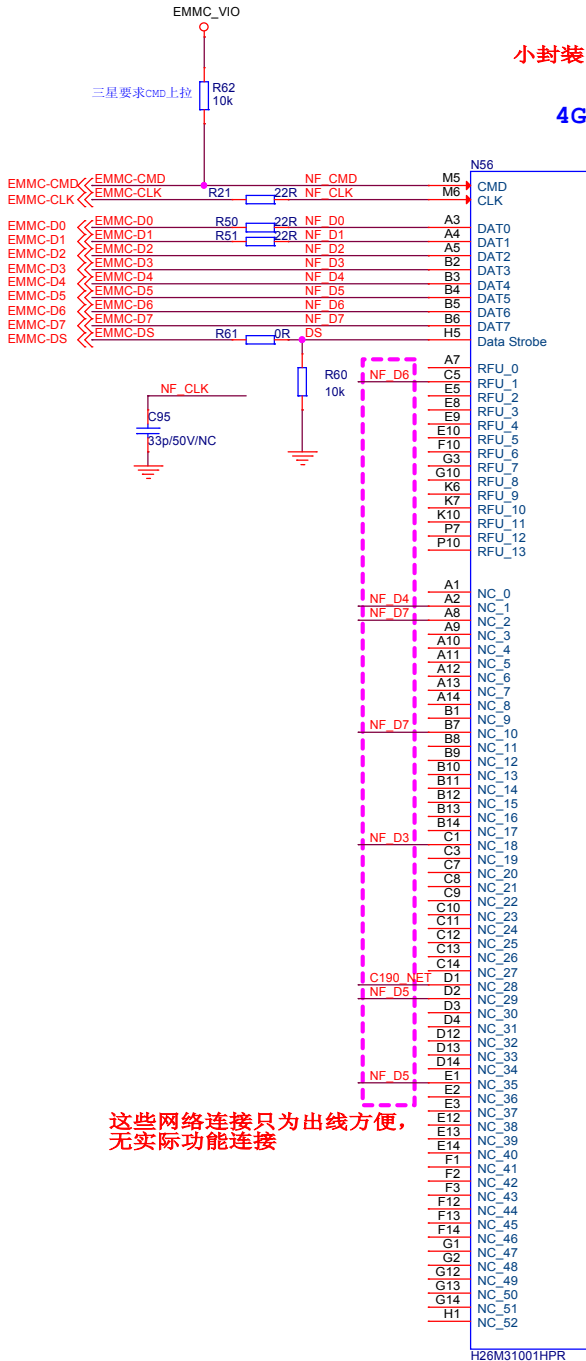 EMMC_VIO
小封装
三星要求CMD上拉
R62
10k
4G
N56
EMMC-CMD EMMC-CMD NF_CMD M5 CMD
EMMC-CLK EMMC-CLK R21 22R NF_CLK M6 CLK
EMMC-D0 EMMC-D0 R50 22R NF_D0 A3 DAT0
EMMC-D1 EMMC-D1 R51 22R NF_D1 A4 DAT1
EMMC-D2 EMMC-D2 NF_D2 A5 DAT2
EMMC-D3 EMMC-D3 NF_D3 B2 DAT3
EMMC-D4 EMMC-D4 NF_D4 B3 DAT4
EMMC-D5 EMMC-D5 NF_D5 B4 DAT5
EMMC-D6 EMMC-D6 NF_D6 B5 DAT6
EMMC-D7 EMMC-D7 NF_D7 B6 DAT7
EMMC-DS EMMC-DS R61 0R DS H5 Data Strobe
R60
10k
NF_CLK
C95
33p/50V/NC
A7 RFU_0
NF_D6 C5 RFU_1
E5 RFU_2
E8 RFU_3
E9 RFU_4
E10 RFU_5
F10 RFU_6
G3 RFU_7
G10 RFU_8
K6 RFU_9
K7 RFU_10
K10 RFU_11
P7 RFU_12
P10 RFU_13
A1 NC_0
NF_D4 A2 NC_1
NF_D7 A8 NC_2
A9 NC_3
A10 NC_4
A11 NC_5
A12 NC_6
A13 NC_7
A14 NC_8
B1 NC_9
NF_D7 B7 NC_10
B8 NC_11
B9 NC_12
B10 NC_13
B11 NC_14
B12 NC_15
B13 NC_16
B14 NC_17
NF_D3 C1 NC_18
C3 NC_19
C7 NC_20
C8 NC_21
C9 NC_22
C10 NC_23
C11 NC_24
C12 NC_25
C13 NC_26
C14 NC_27
C190_NET D1 NC_28
NF_D5 D2 NC_29
D3 NC_30
D4 NC_31
D12 NC_32
D13 NC_33
D14 NC_34
NF_D5 E1 NC_35
E2 NC_36
E3 NC_37
E12 NC_38
E13 NC_39
E14 NC_40
F1 NC_41
F2 NC_42
F3 NC_43
F12 NC_44
F13 NC_45
F14 NC_46
G1 NC_47
G2 NC_48
G12 NC_49
G13 NC_50
G14 NC_51
H1 NC_52
这些网络连接只为出线方便，
无实际功能连接
H26M31001HPR